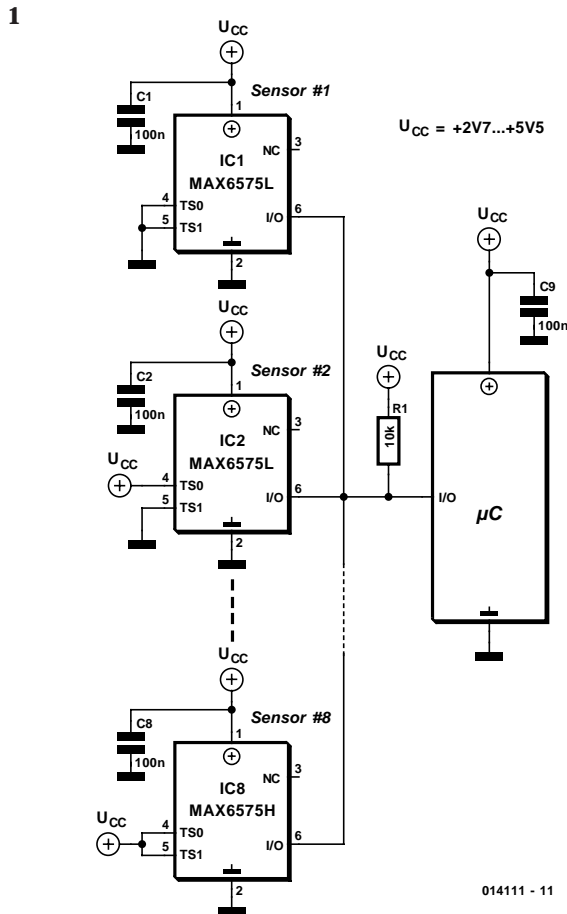 1
UCC
C1
100n
Sensor #1
1
IC1
MAX6575L
NC
3
4
TS0
5
TS1
I/O
6
2
UCC = +2V7...+5V5
UCC
C9
100n
UCC
C2
100n
Sensor #2
1
IC2
MAX6575L
NC
3
UCC
4
TS0
5
TS1
I/O
6
2
UCC
R1
10k
I/O
µC
UCC
C8
100n
Sensor #8
1
IC8
MAX6575H
NC
3
UCC
4
TS0
5
TS1
I/O
6
2
014111 - 11